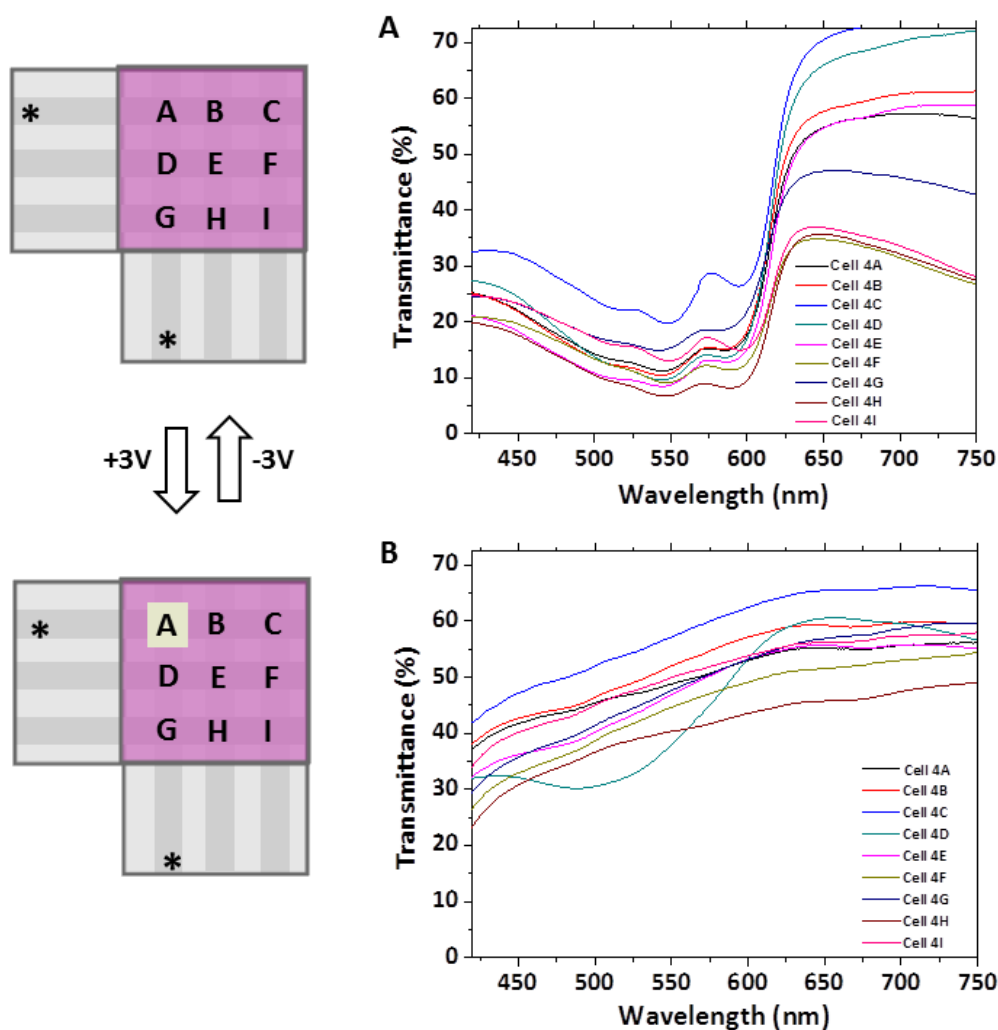 A
A B C
*
D E F
G H I
*
+3V -3V
Transmittance (%)
70
60
50
40
30
20
10
0
Cell 4A
Cell 4B
Cell 4C
Cell 4D
Cell 4E
Cell 4F
Cell 4G
Cell 4H
Cell 4I
450 500 550 600 650 700 750
Wavelength (nm)
B
A B C
*
D E F
G H I
*
Transmittance (%)
70
60
50
40
30
20
10
0
Cell 4A
Cell 4B
Cell 4C
Cell 4D
Cell 4E
Cell 4F
Cell 4G
Cell 4H
Cell 4I
450 500 550 600 650 700 750
Wavelength (nm)